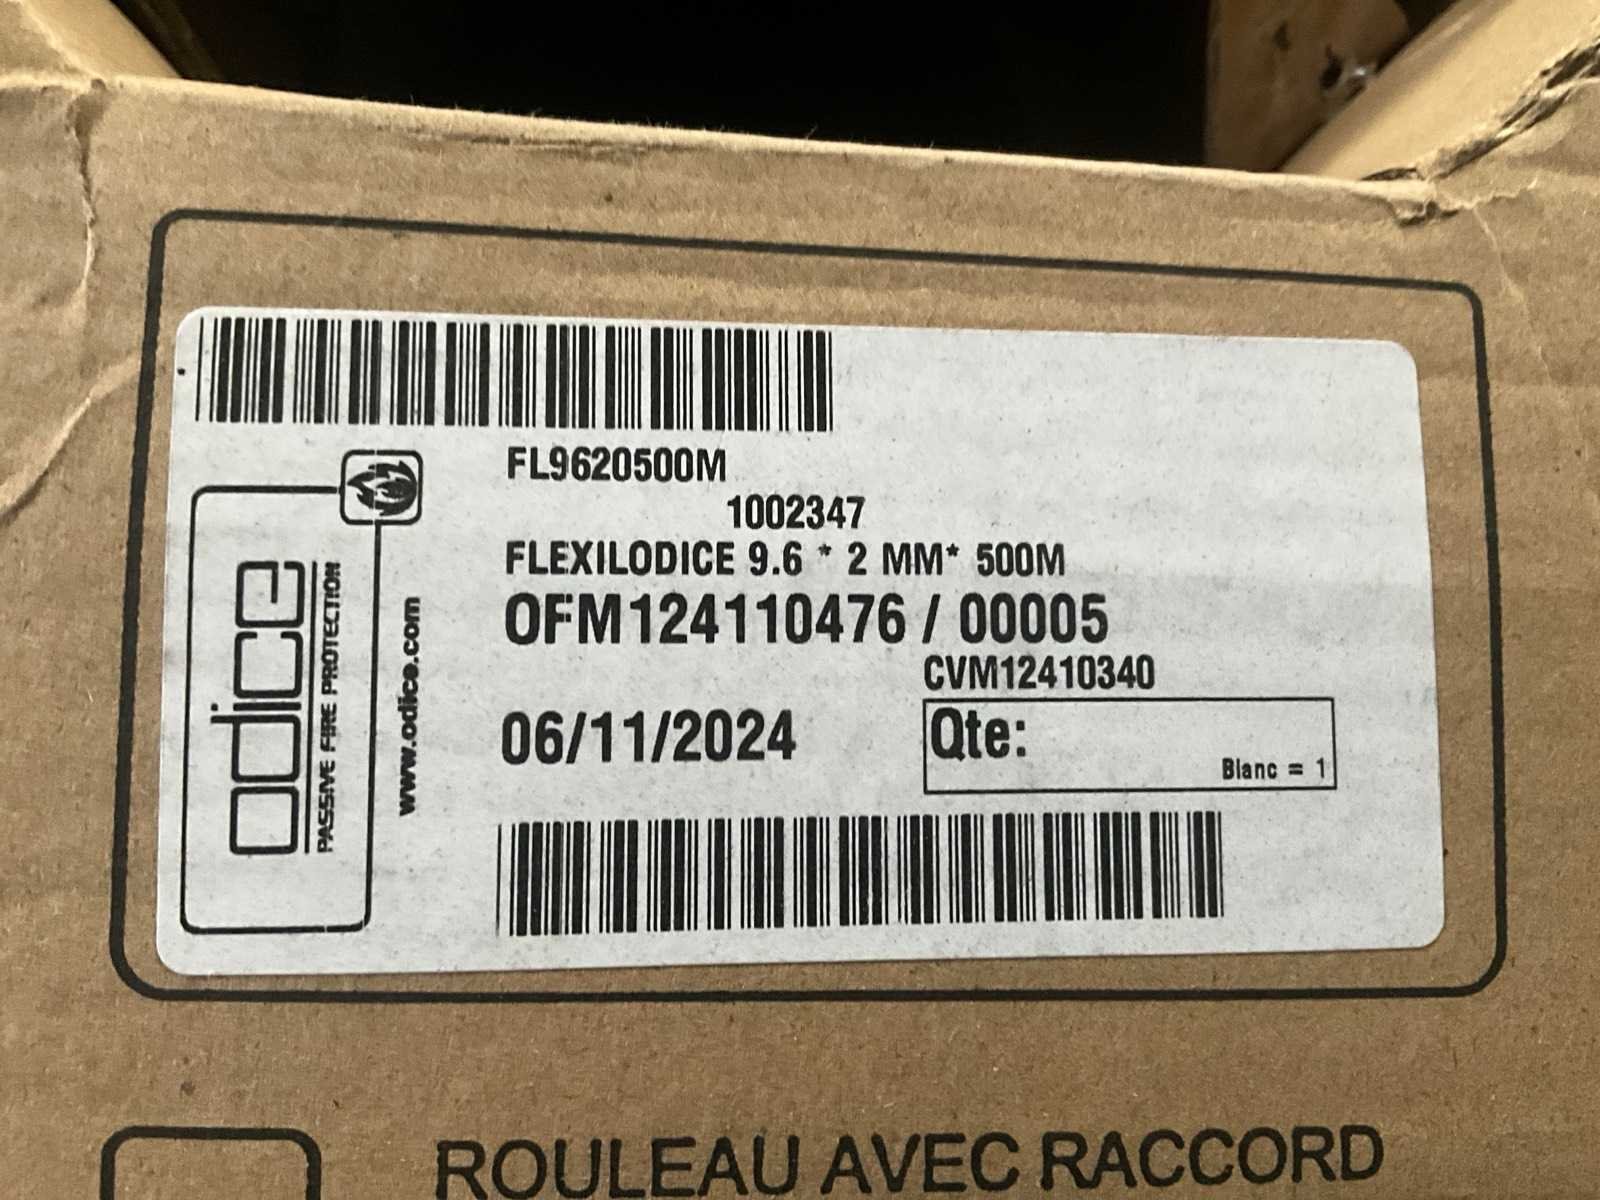 FL9620500M
1002347
FLEXILODICE 9.6 * 2 MM* 500M
OFM124110476 / 00005
CVM12410340
06/11/2024
Qte:
Blanc = 1
odice
PASSIVE FIRE PROTECTION
www.odice.com
ROULEAU AVEC RACCORD